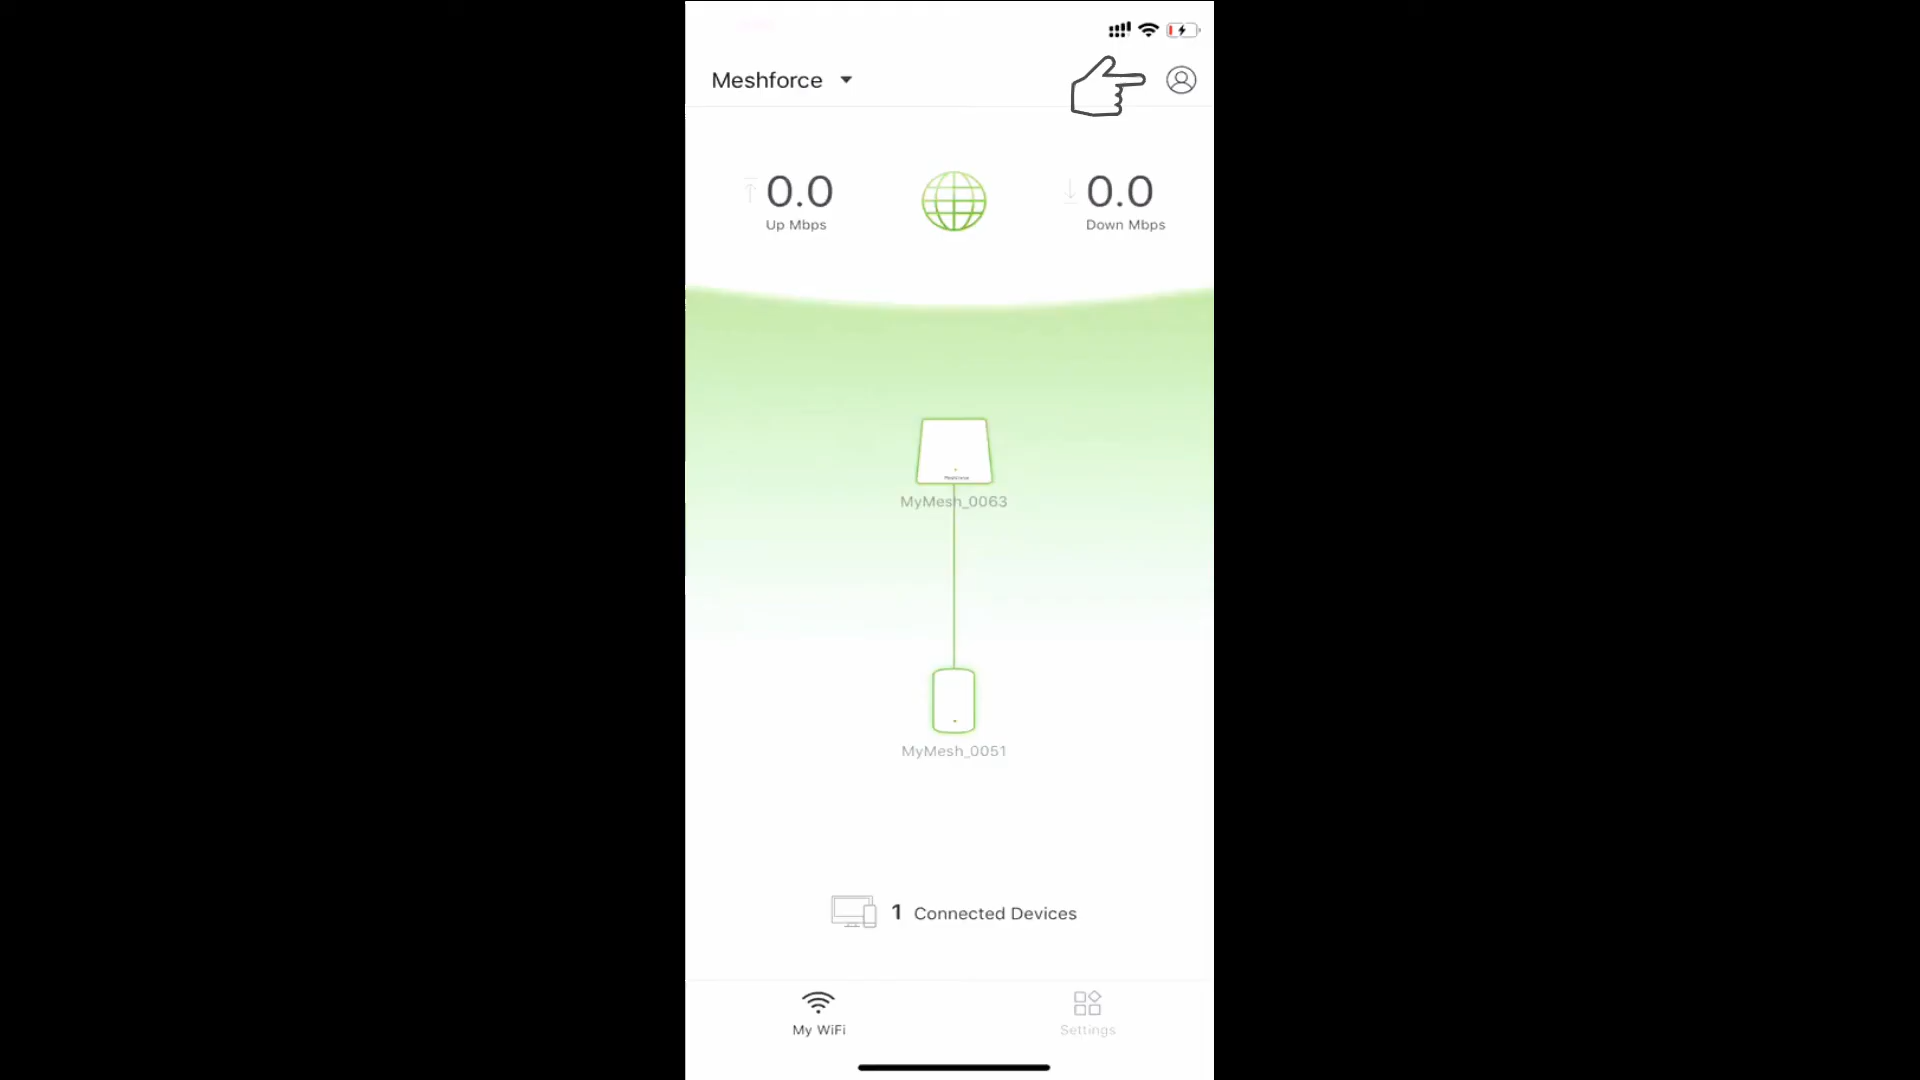 Meshforce
0.0
Up Mbps
0.0
Down Mbps
MyMesh_0063
MyMesh_0051
1 Connected Devices
My WiFi
Settings